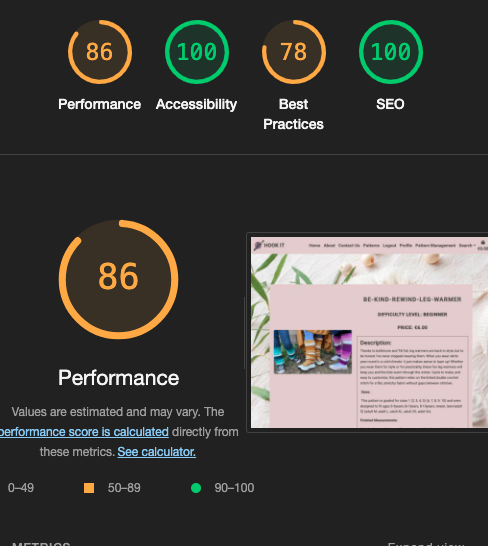 86
100
78
100
Performance
Accessibility
Best
Practices
SEO
86
Performance
Values are estimated and may vary. The
performance score is calculated directly from
these metrics. See calculator.
0–49
50–89
90–100
HOOK IT
Home About Contact Us Patterns Logout Profile Pattern Management Search
BE-KIND-REWIND-LEG-WARMER
DIFFICULTY LEVEL: BEGINNER
PRICE: €6.00
Description:
METRICS
Expand view